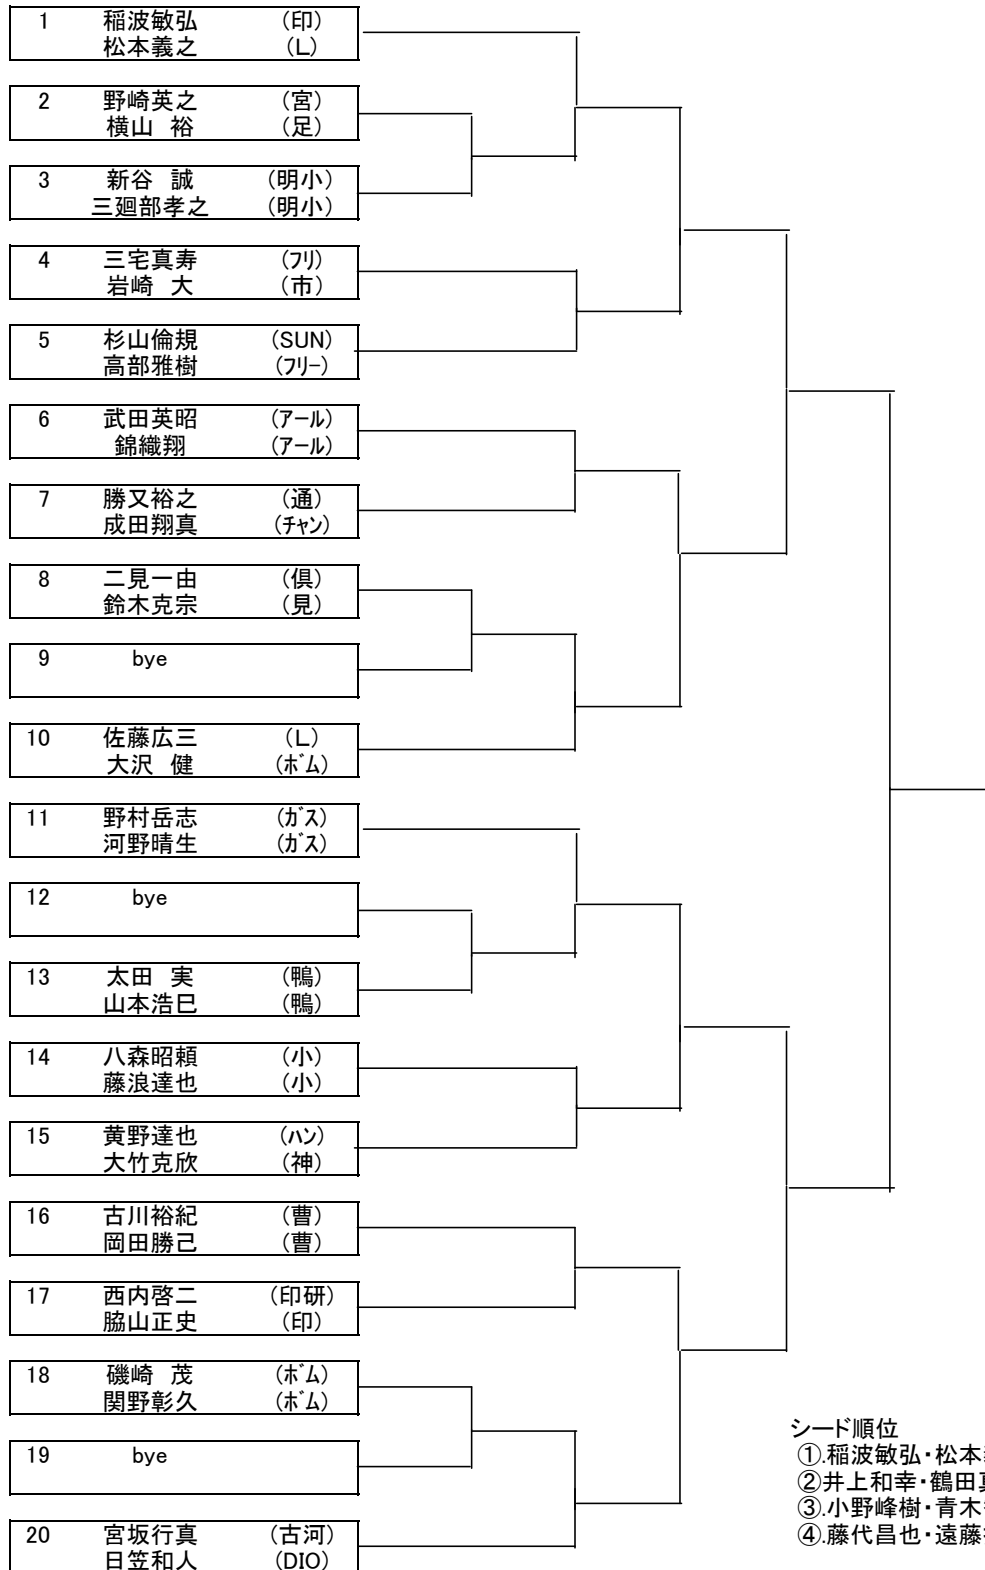 1 稲波敏弘 (印)
松本義之 (L)
2 野崎英之 (宮)
横山 裕 (足)
3 新谷 誠 (明小)
三廻部孝之 (明小)
4 三宅真寿 (フリ)
岩崎 大 (市)
5 杉山倫規 (SUN)
高部雅樹 (フリー)
6 武田英昭 (アール)
錦織翔 (アール)
7 勝又裕之 (通)
成田翔真 (チャン)
8 二見一由 (倶)
鈴木克宗 (見)
9 bye
10 佐藤広三 (L)
大沢 健 (ボム)
11 野村岳志 (ガス)
河野晴生 (ガス)
12 bye
13 太田 実 (鴨)
山本浩巳 (鴨)
14 八森昭頼 (小)
藤浪達也 (小)
15 黄野達也 (ハン)
大竹克欣 (神)
16 古川裕紀 (曹)
岡田勝己 (曹)
17 西内啓二 (印研)
脇山正史 (印)
18 磯崎 茂 (ボム)
関野彰久 (ボム)
19 bye
20 宮坂行真 (古河)
日笠和人 (DIO)
シード順位
①.稲波敏弘・松本
②井上和幸・鶴田
③.小野峰樹・青木
④.藤代昌也・遠藤